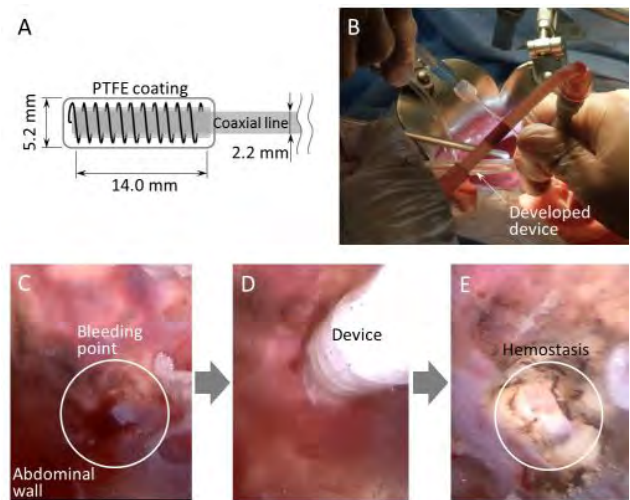 A
PTFE coating
Coaxial line
5.2 mm
2.2 mm
14.0 mm
B
Developed
device
C
Bleeding
point
Abdominal
wall
D
Device
E
Hemostasis